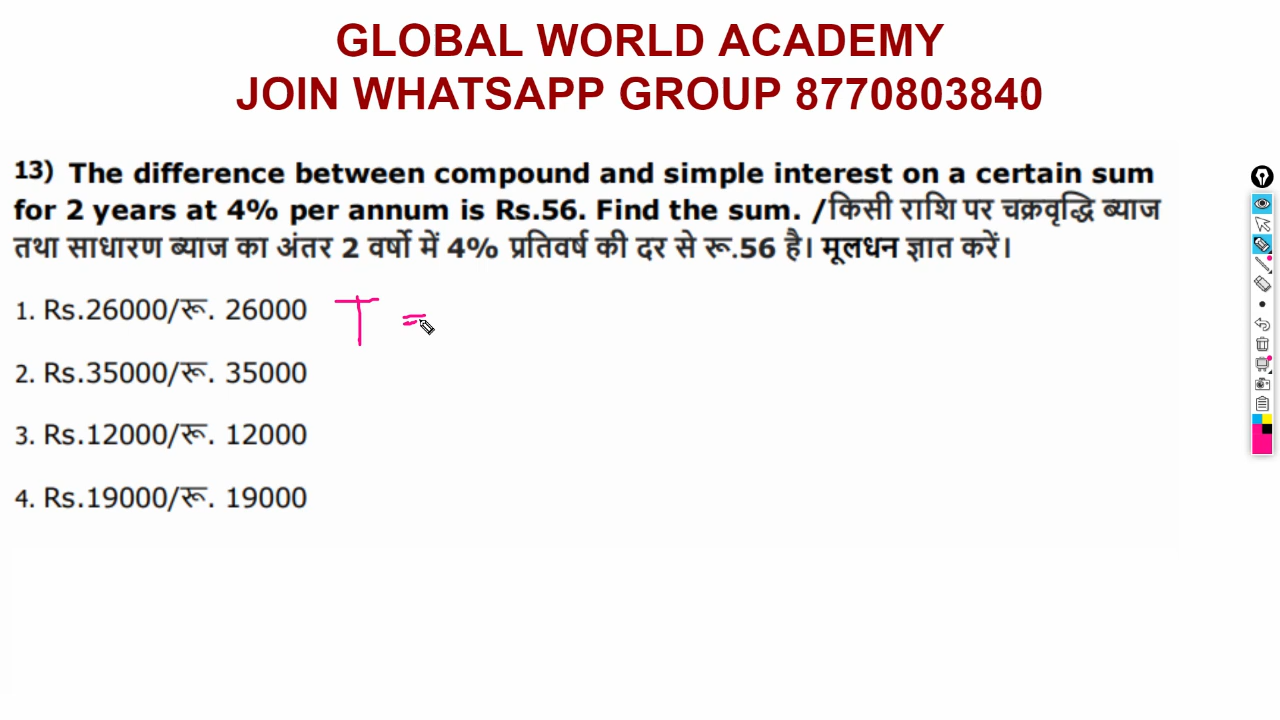 GLOBAL WORLD ACADEMY
JOIN WHATSAPP GROUP 8770803840
13) The difference between compound and simple interest on a certain sum
for 2 years at 4% per annum is Rs.56. Find the sum. /किसी राशि पर चक्रवृद्धि ब्याज
तथा साधारण ब्याज का अंतर 2 वर्षो में 4% प्रतिवर्ष की दर से रू.56 है। मूलधन ज्ञात करें।
1. Rs.26000/रू. 26000 T =
2. Rs.35000/रू. 35000
3. Rs.12000/रू. 12000
4. Rs.19000/रू. 19000